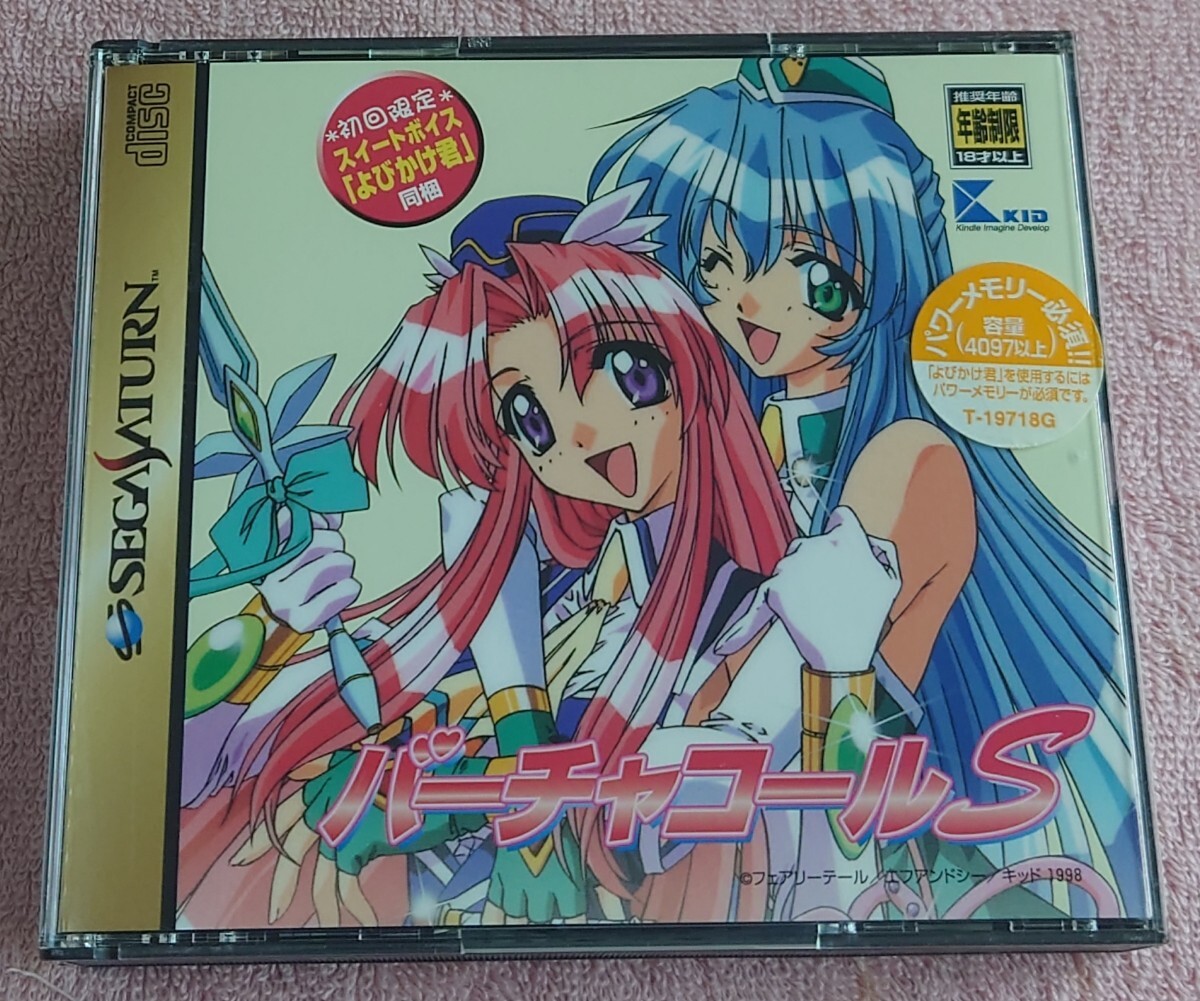 COMPACT
disc
SEGA SATURN™
*初回限定*
スイートボイス
「よびかけ君」
同梱
推奨年齢
年齢制限
18才以上
KID
Kindle Imagine Develop
パワーメモリー必須!!
(容量
4097以上)
「よびかけ君」を使用するには
パワーメモリーが必須です。
T-19718G
バーチャコールS
©フェアリーテール/エフアンドシー/キッド 1998